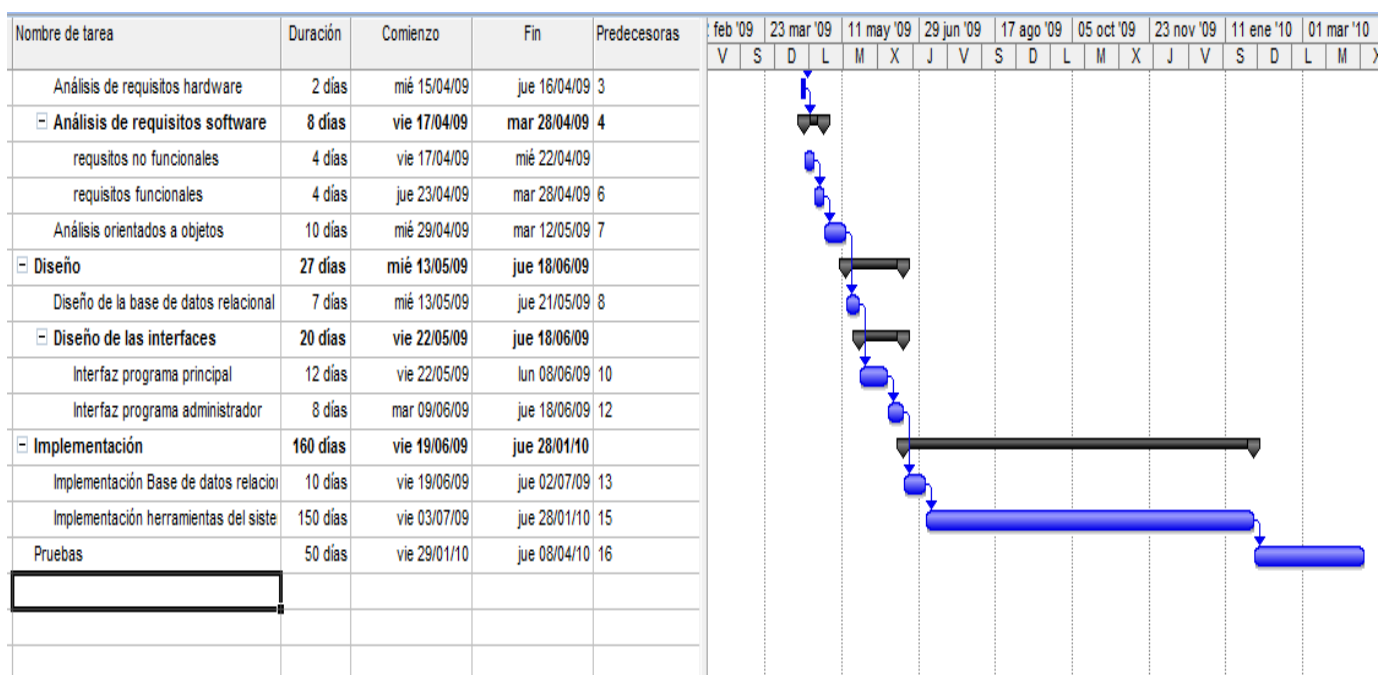 Nombre de tarea Duración Comienzo Fin Predecesoras feb '09 23 mar '09 11 may '09 29 jun '09 17 ago '09 05 oct '09 23 nov '09 11 ene '10 01 mar '10
V S D L M X J V S D L M X J V S D L M X
Análisis de requisitos hardware 2 días mié 15/04/09 jue 16/04/09 3
Análisis de requisitos software 8 días vie 17/04/09 mar 28/04/09 4
requsitos no funcionales 4 días vie 17/04/09 mié 22/04/09
requisitos funcionales 4 días jue 23/04/09 mar 28/04/09 6
Análisis orientados a objetos 10 días mié 29/04/09 mar 12/05/09 7
Diseño 27 días mié 13/05/09 jue 18/06/09
Diseño de la base de datos relacional 7 días mié 13/05/09 jue 21/05/09 8
Diseño de las interfaces 20 días vie 22/05/09 jue 18/06/09
Interfaz programa principal 12 días vie 22/05/09 lun 08/06/09 10
Interfaz programa administrador 8 días mar 09/06/09 jue 18/06/09 12
Implementación 160 días vie 19/06/09 jue 28/01/10
Implementación Base de datos relacion 10 días vie 19/06/09 jue 02/07/09 13
Implementación herramientas del siste 150 días vie 03/07/09 jue 28/01/10 15
Pruebas 50 días vie 29/01/10 jue 08/04/10 16